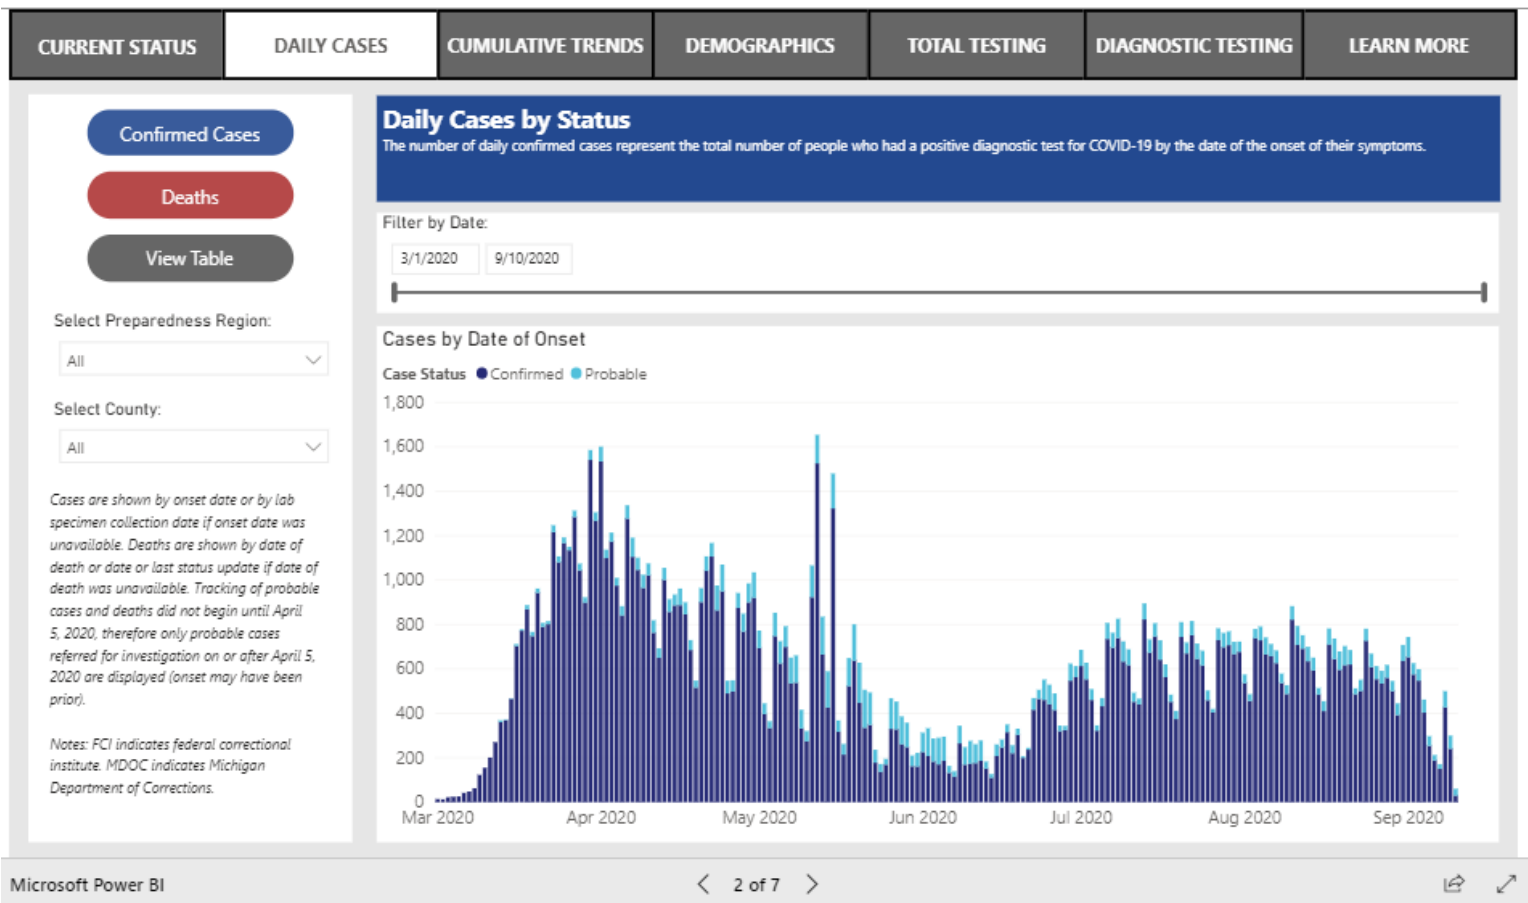 CURRENT STATUS
DAILY CASES
CUMULATIVE TRENDS
DEMOGRAPHICS
TOTAL TESTING
DIAGNOSTIC TESTING
LEARN MORE
Confirmed Cases
Deaths
View Table
Select Preparedness Region:
All
Select County:
All
Cases are shown by onset date or by lab
specimen collection date if onset date was
unavailable. Deaths are shown by date of
death or date or last status update if date of
death was unavailable. Tracking of probable
cases and deaths did not begin until April
5, 2020, therefore only probable cases
referred for investigation on or after April 5,
2020 are displayed (onset may have been
prior).
Notes: FCI indicates federal correctional
institute. MDOC indicates Michigan
Department of Corrections.
Daily Cases by Status
The number of daily confirmed cases represent the total number of people who had a positive diagnostic test for COVID-19 by the date of the onset of their symptoms.
Filter by Date:
3/1/2020
9/10/2020
Cases by Date of Onset
Case Status Confirmed Probable
1,800
1,600
1,400
1,200
1,000
800
600
400
200
0
Mar 2020
Apr 2020
May 2020
Jun 2020
Jul 2020
Aug 2020
Sep 2020
Microsoft Power BI
2 of 7